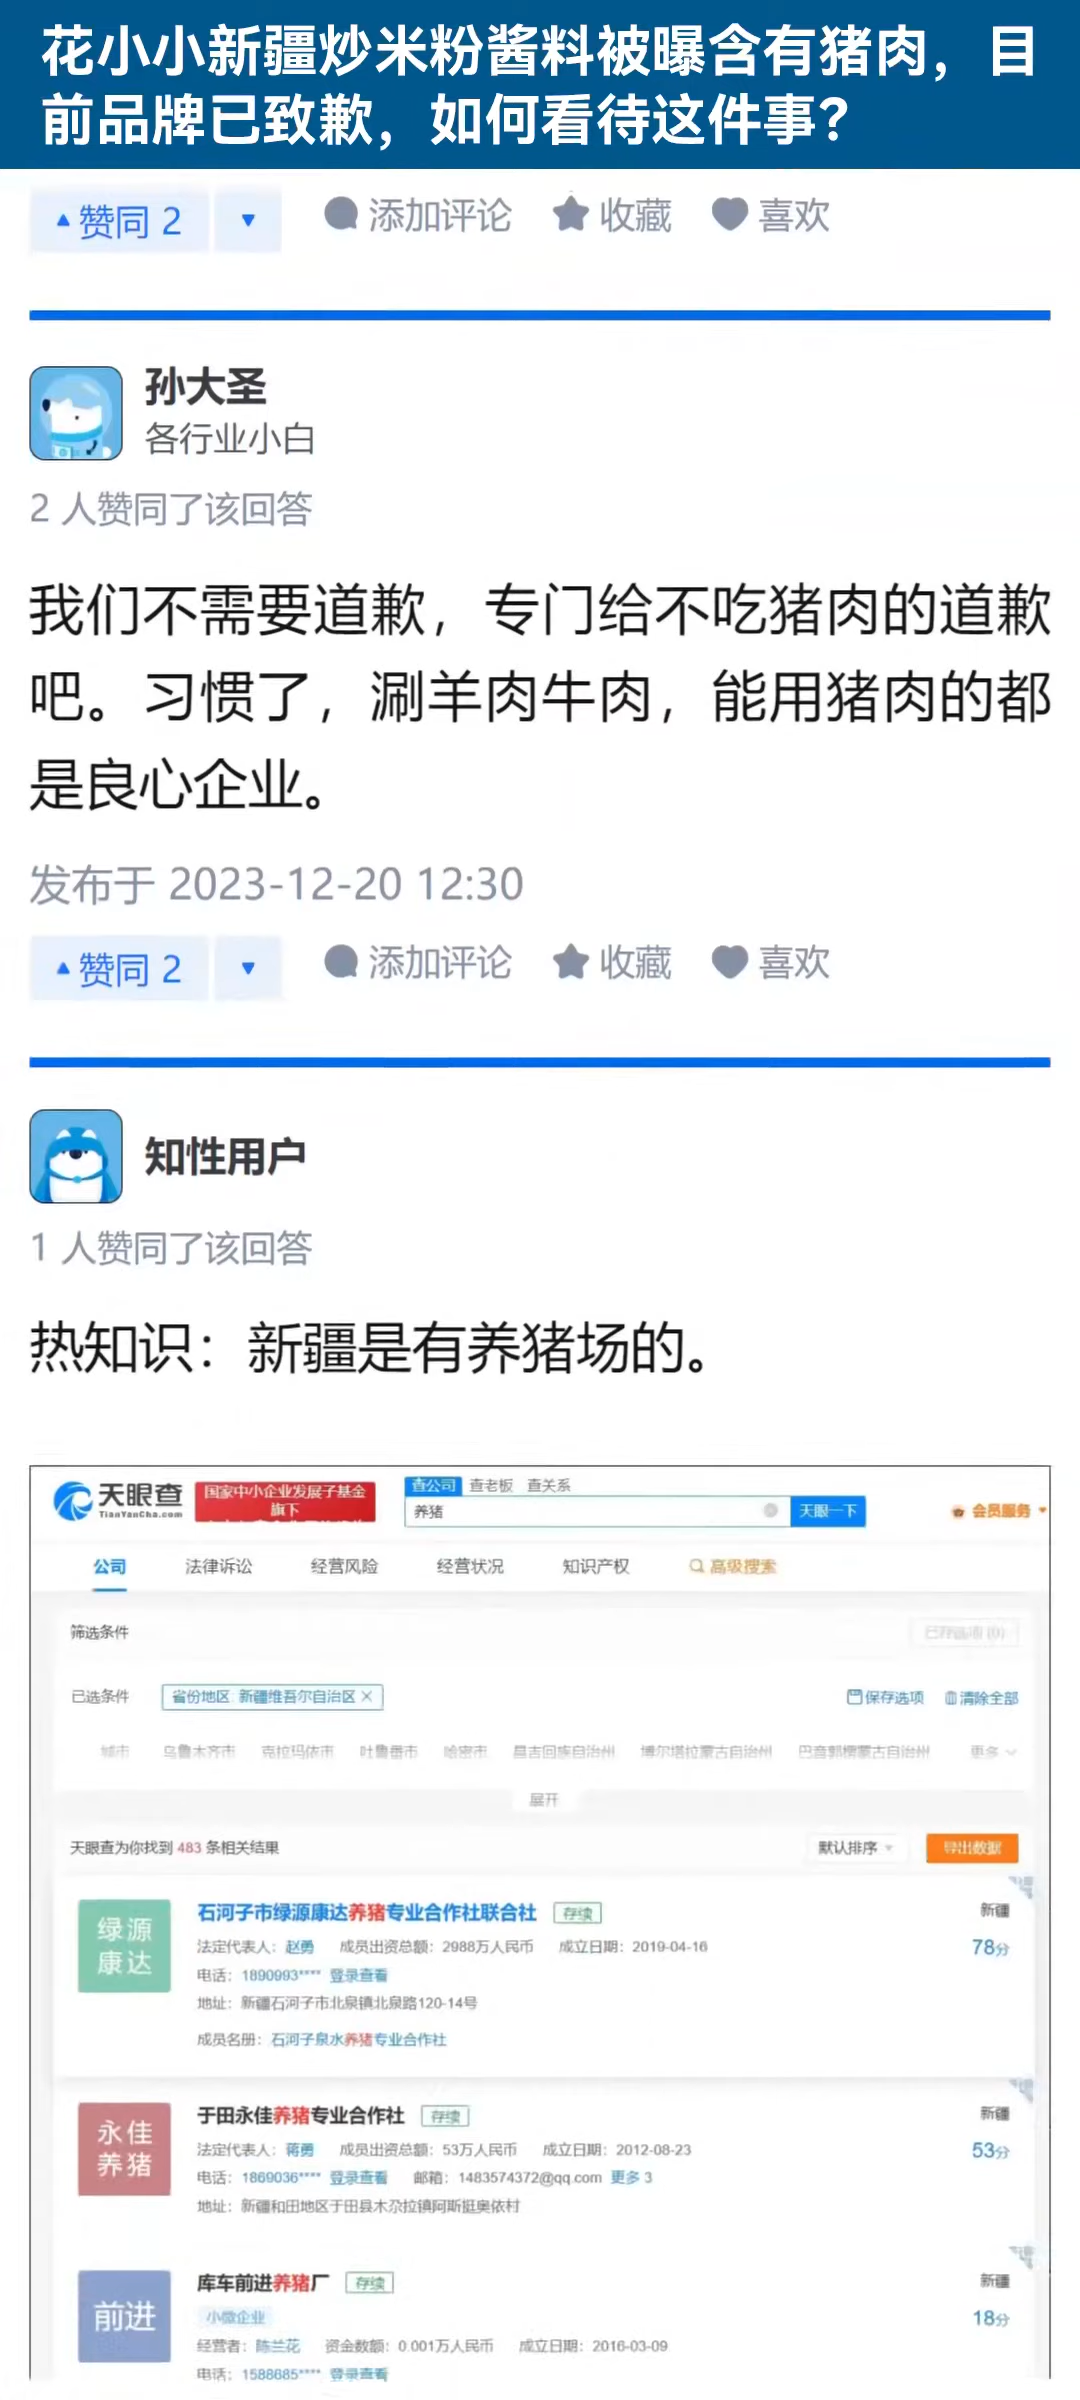 花小小新疆炒米粉酱料被曝含有猪肉，目
前品牌已致歉，如何看待这件事？
赞同 2 添加评论 收藏 喜欢
孙大圣
各行业小白
2 人赞同了该回答
我们不需要道歉，专门给不吃猪肉的道歉
吧。习惯了，涮羊肉牛肉，能用猪肉的都
是良心企业。
发布于 2023-12-20 12:30
赞同 2 添加评论 收藏 喜欢
知性用户
1 人赞同了该回答
热知识：新疆是有养猪场的。
天眼查 国家中小企业发展子基金 查公司 查老板 查关系
TianYanCha.com 旗下 养猪 天眼一下 会员服务
公司 法律诉讼 经营风险 经营状况 知识产权 高级搜索
筛选条件 已存选项 (0)
已选条件 省份地区: 新疆维吾尔自治区 × 保存选项 清除全部
城市 乌鲁木齐市 克拉玛依市 吐鲁番市 哈密市 昌吉回族自治州 博尔塔拉蒙古自治州 巴音郭楞蒙古自治州 更多
展开
天眼查为你找到 483 条相关结果 默认排序 导出数据
绿源
康达
石河子市绿源康达养猪专业合作社联合社 存续 新疆
法定代表人：赵勇 成员出资总额：2988万人民币 成立日期：2019-04-16 78分
电话：1890993**** 登录查看
地址：新疆石河子市北泉镇北泉路120-14号
成员名册：石河子泉水养猪专业合作社
永佳
养猪
于田永佳养猪专业合作社 存续 新疆
法定代表人：蒋勇 成员出资总额：53万人民币 成立日期：2012-08-23 53分
电话：1869036**** 登录查看 邮箱：1483574372@qq.com 更多 3
地址：新疆和田地区于田县木尕拉镇阿斯挺奥依村
前进
库车前进养猪厂 存续 新疆
小微企业 18分
经营者：陈兰花 资金数额：0.001万人民币 成立日期：2016-03-09
电话：1588685**** 登录查看